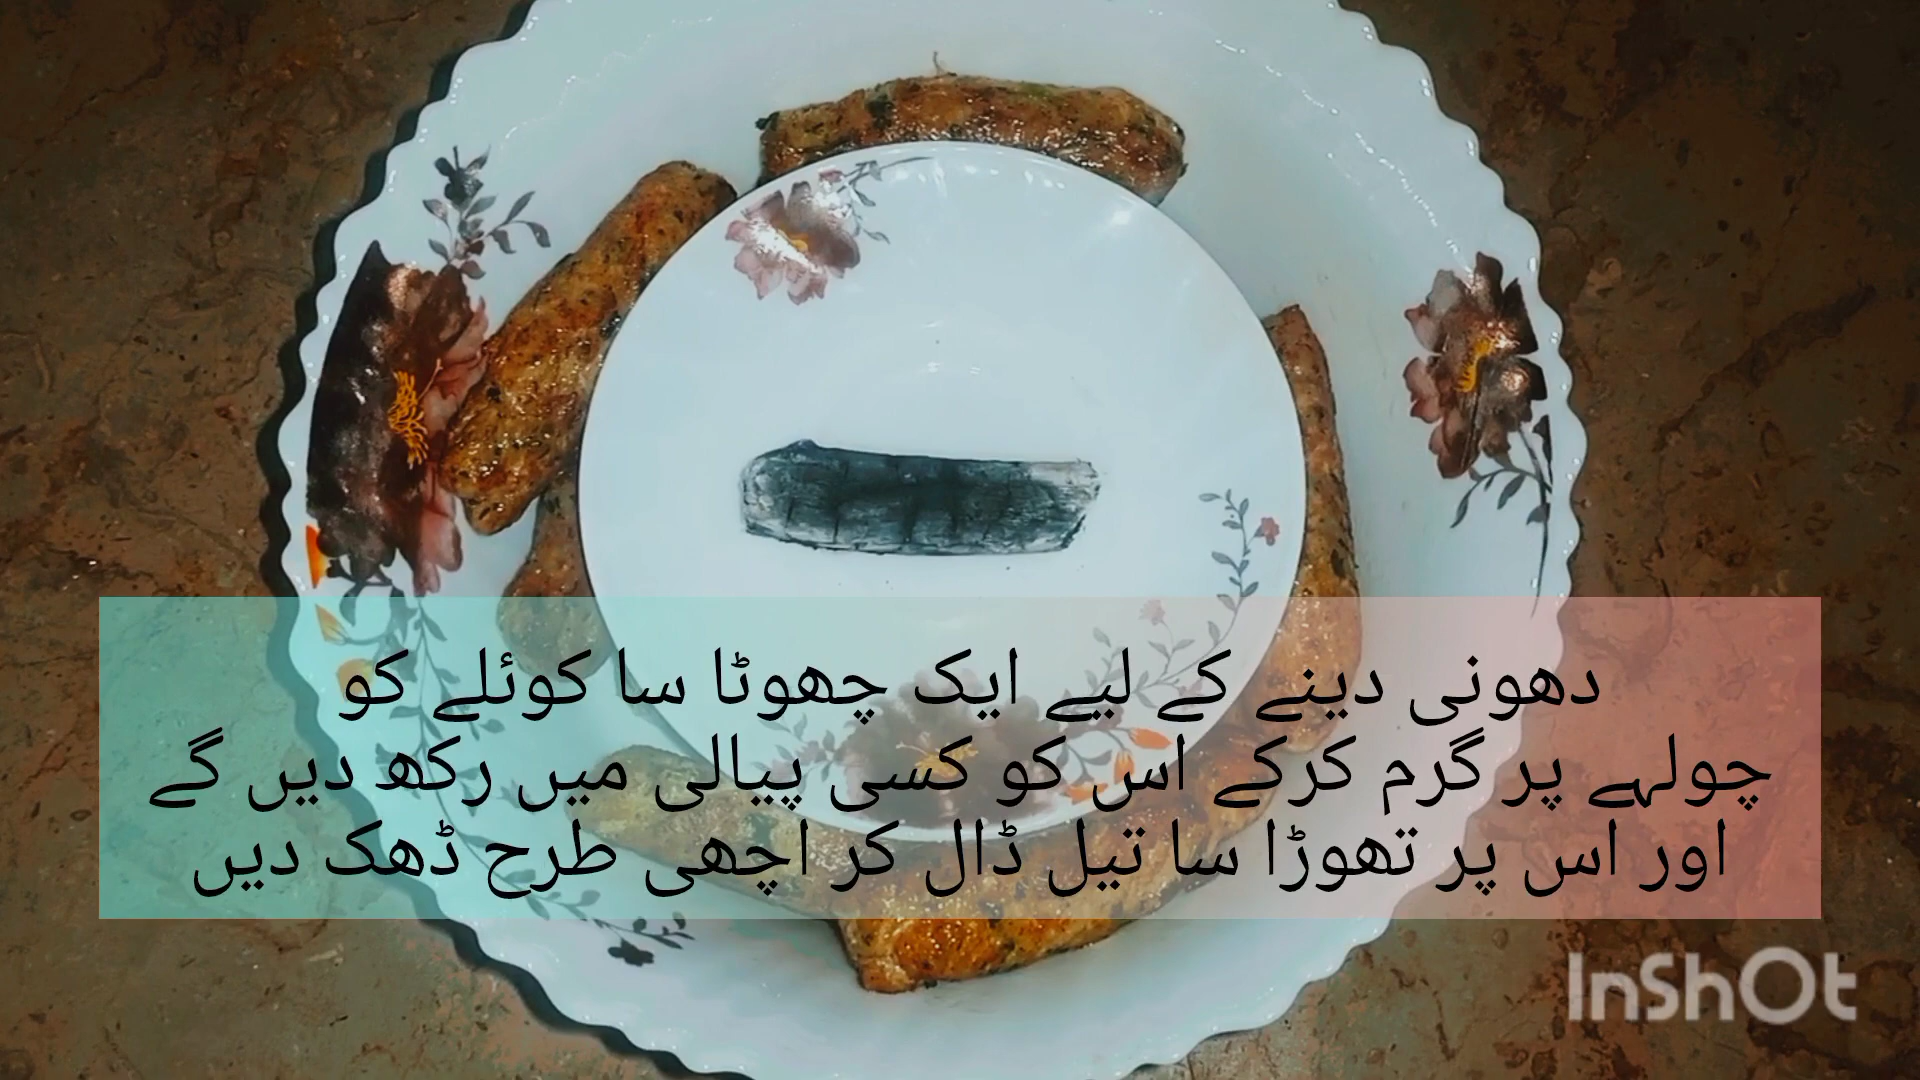 دھونی دینے کے لیے ایک چھوٹا سا کوئلے کو
چولہے پر گرم کرکے اس کو کسی پیالی میں رکھ دیں گے
اور اس پر تھوڑا سا تیل ڈال کر اچھی طرح ڈھک دیں
InShOt